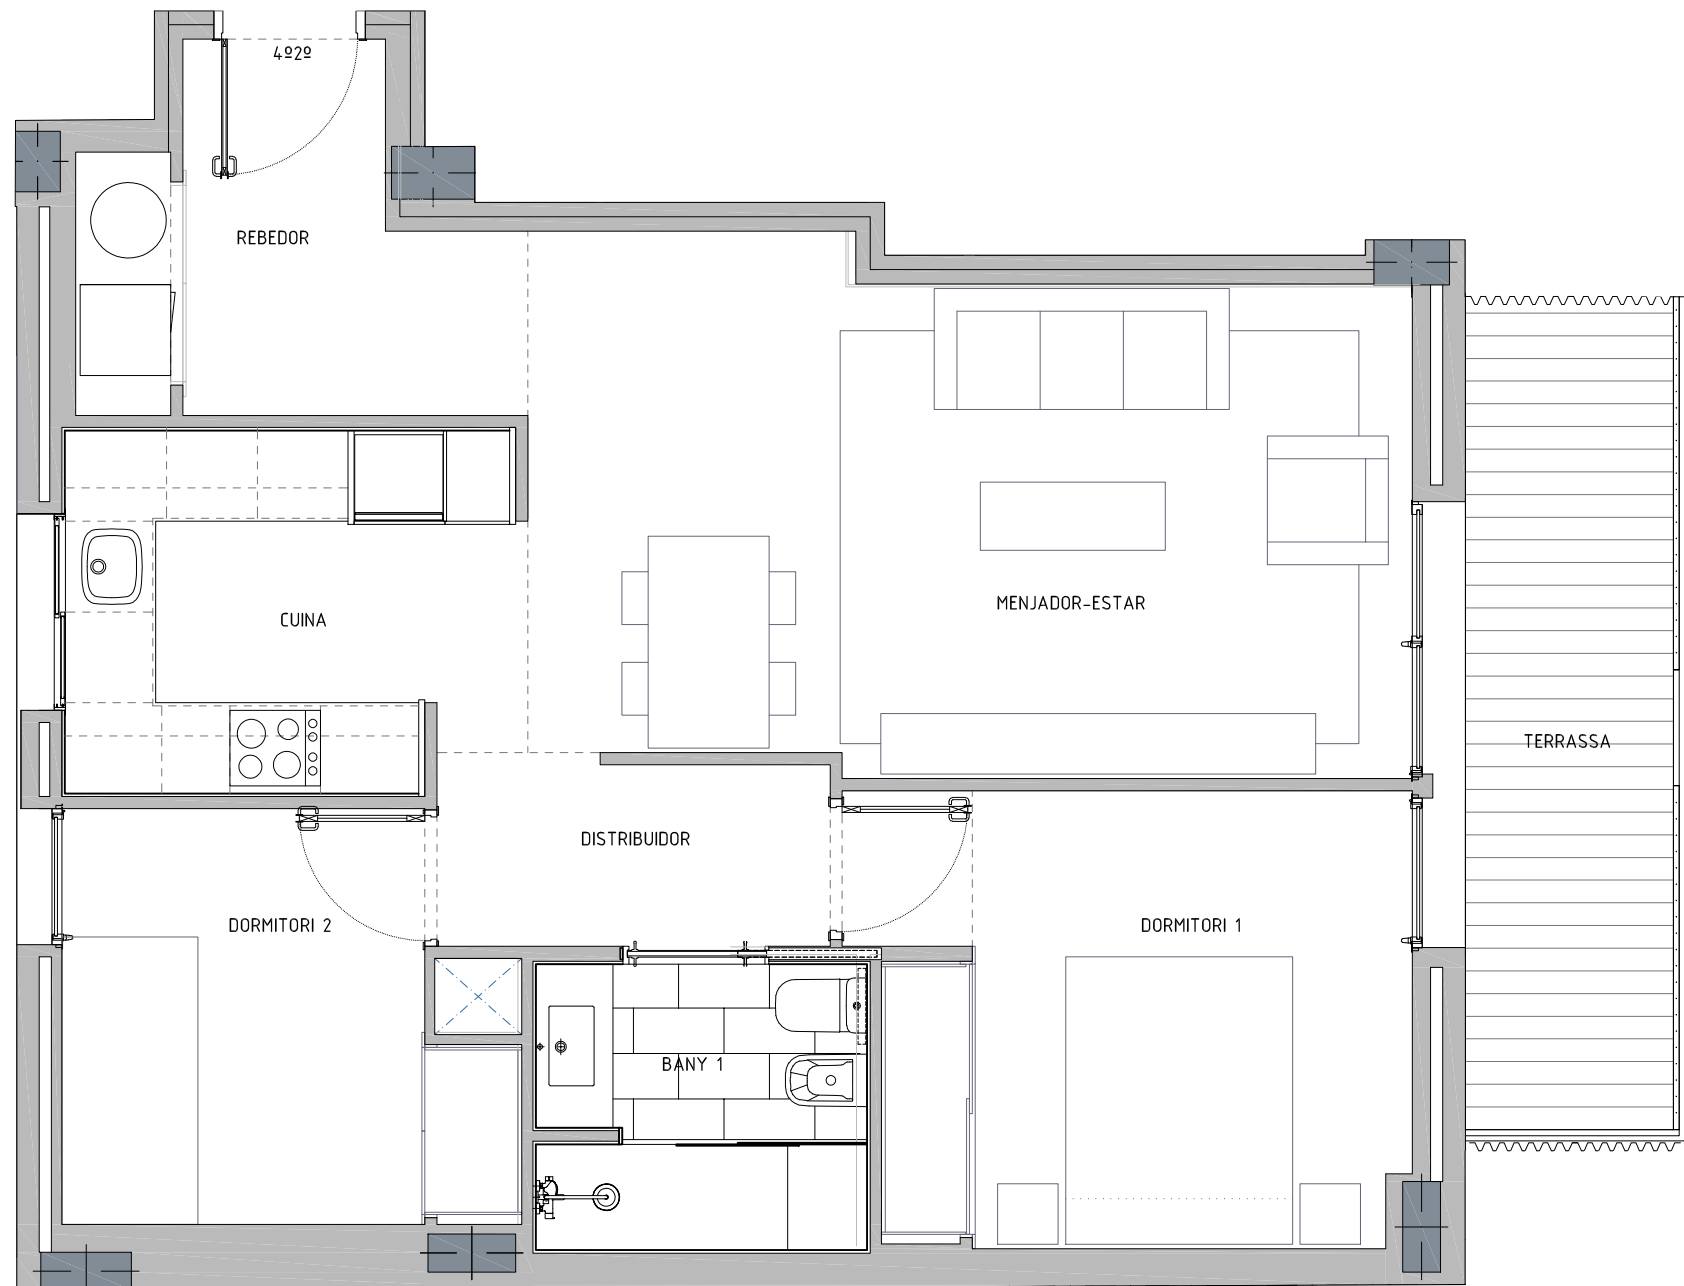 4º2º
REBEDOR
MENJADOR-ESTAR
CUINA
TERRASSA
DISTRIBUIDOR
DORMITORI 2
DORMITORI 1
BANY 1